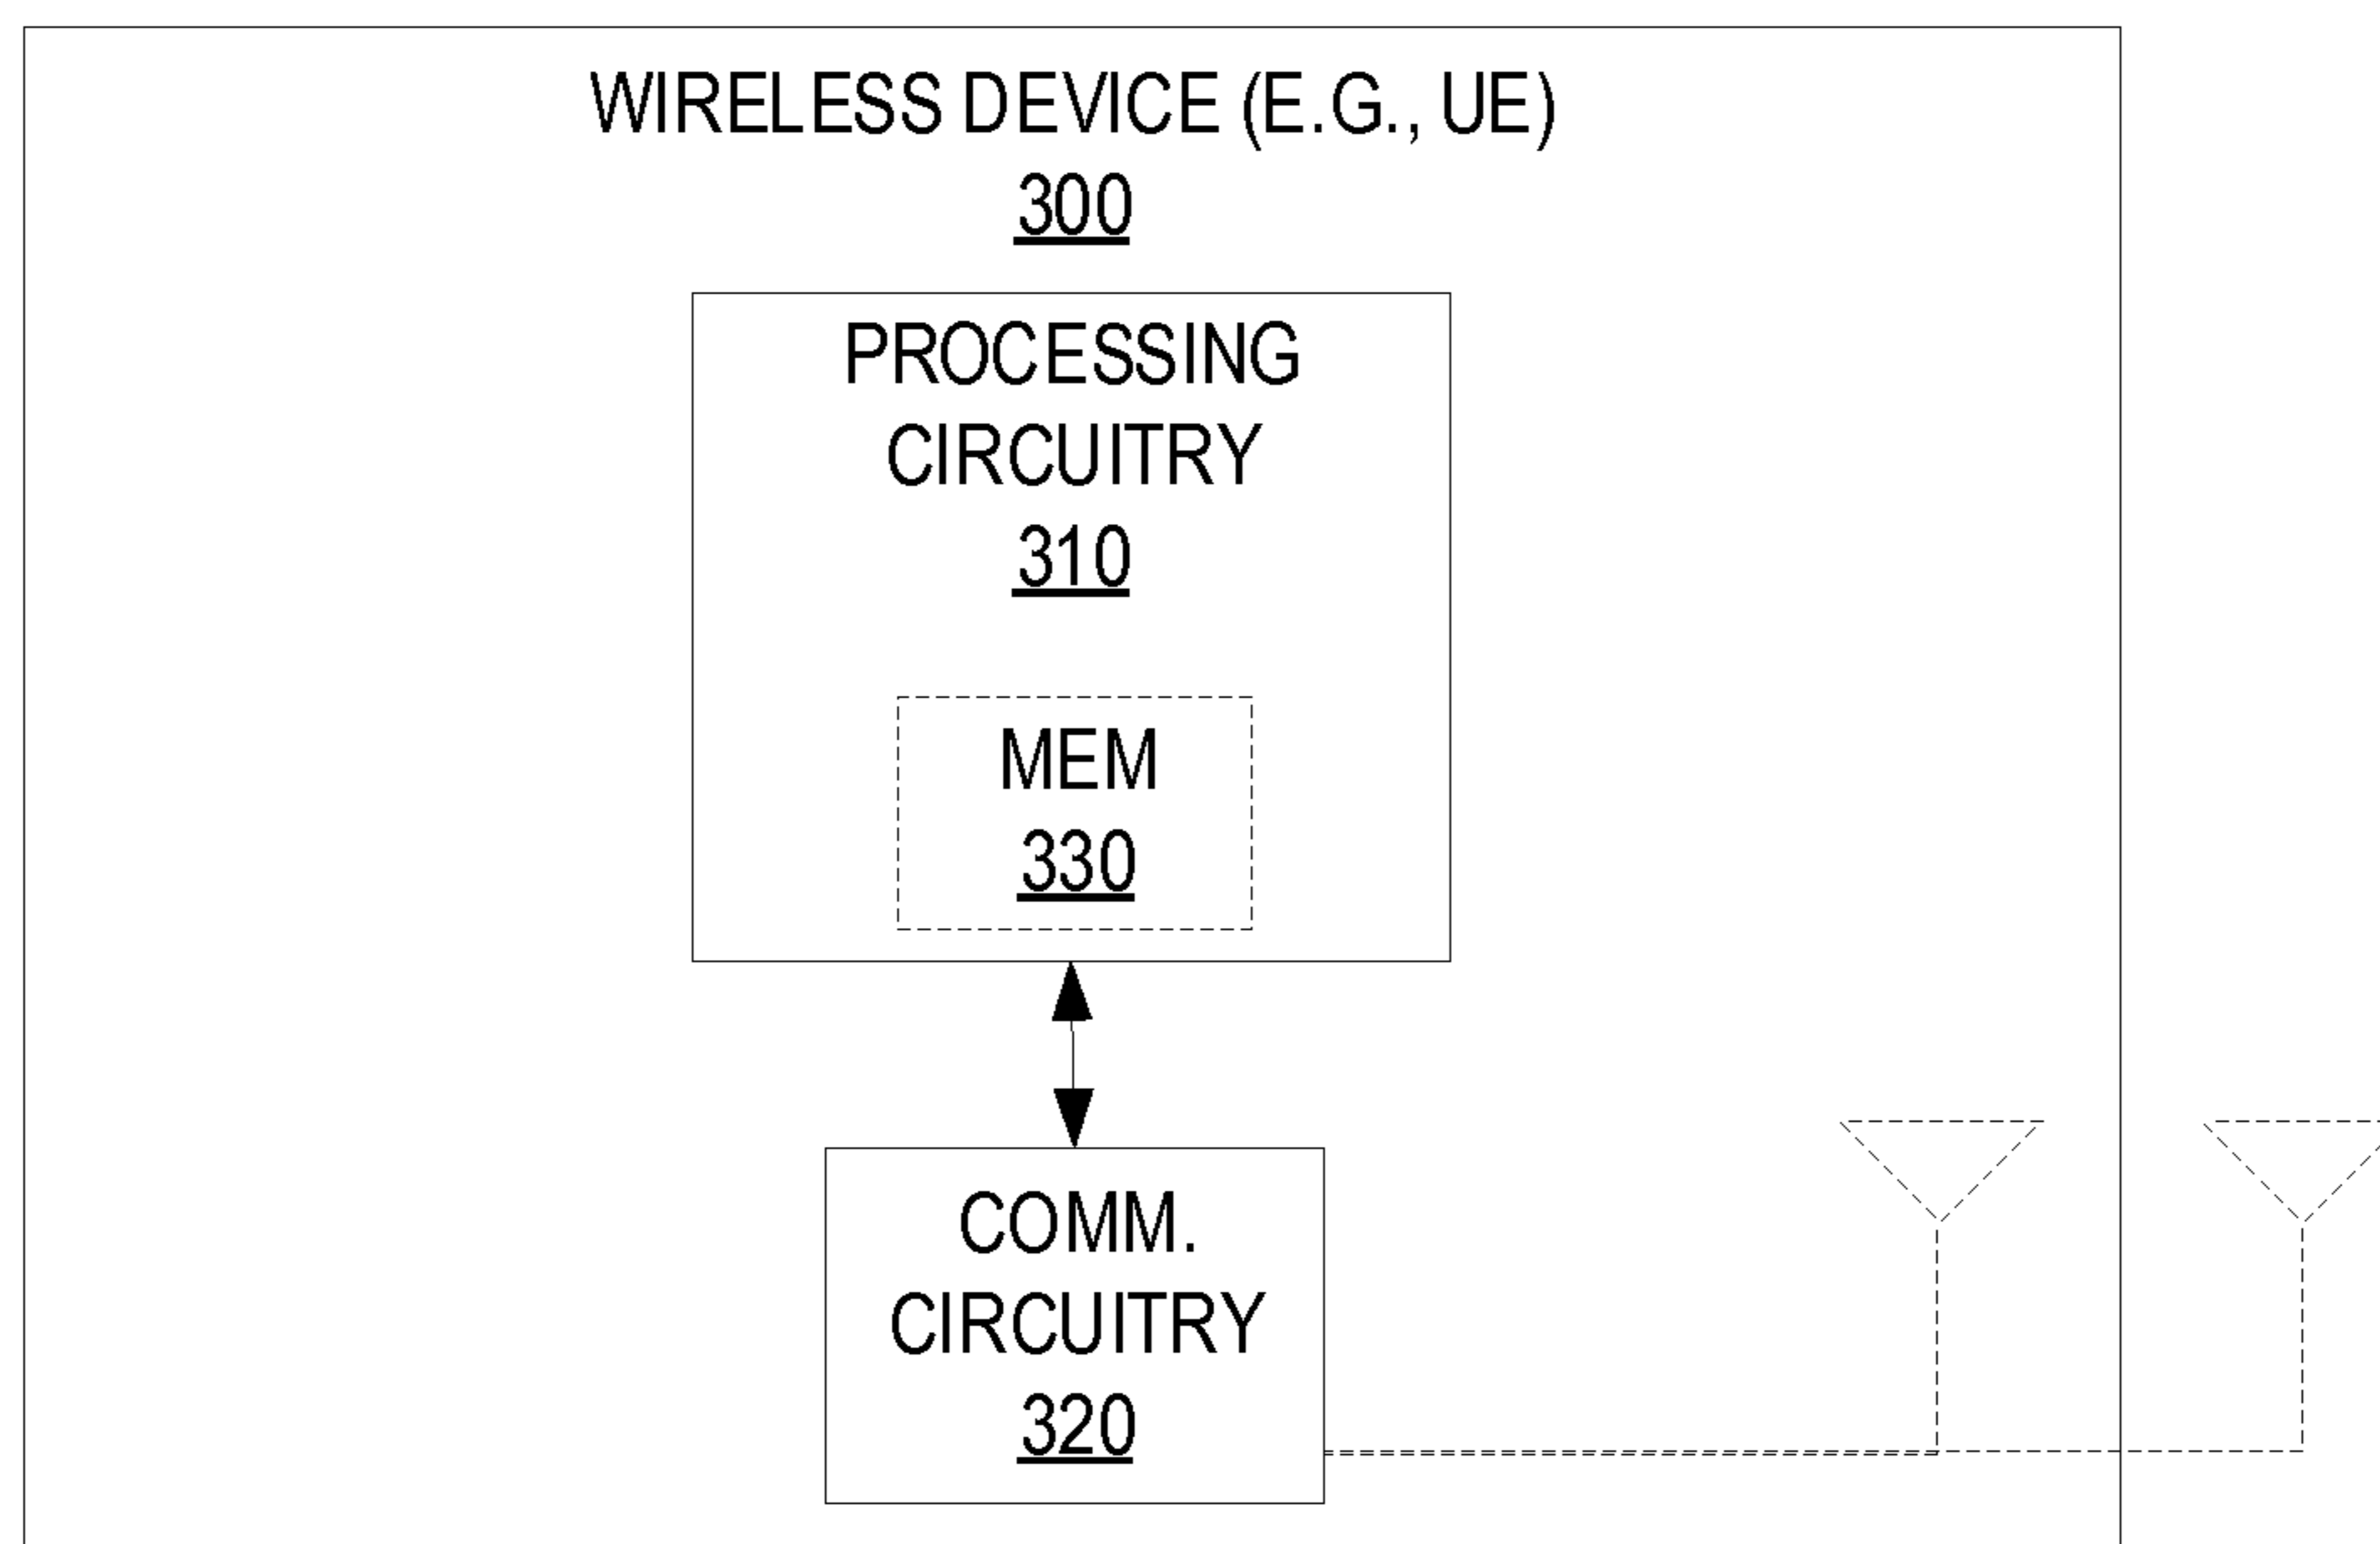 WIRELESS DEVICE (E.G., UE)
300
PROCESSING
CIRCUITRY
310
MEM
330
COMM.
CIRCUITRY
320